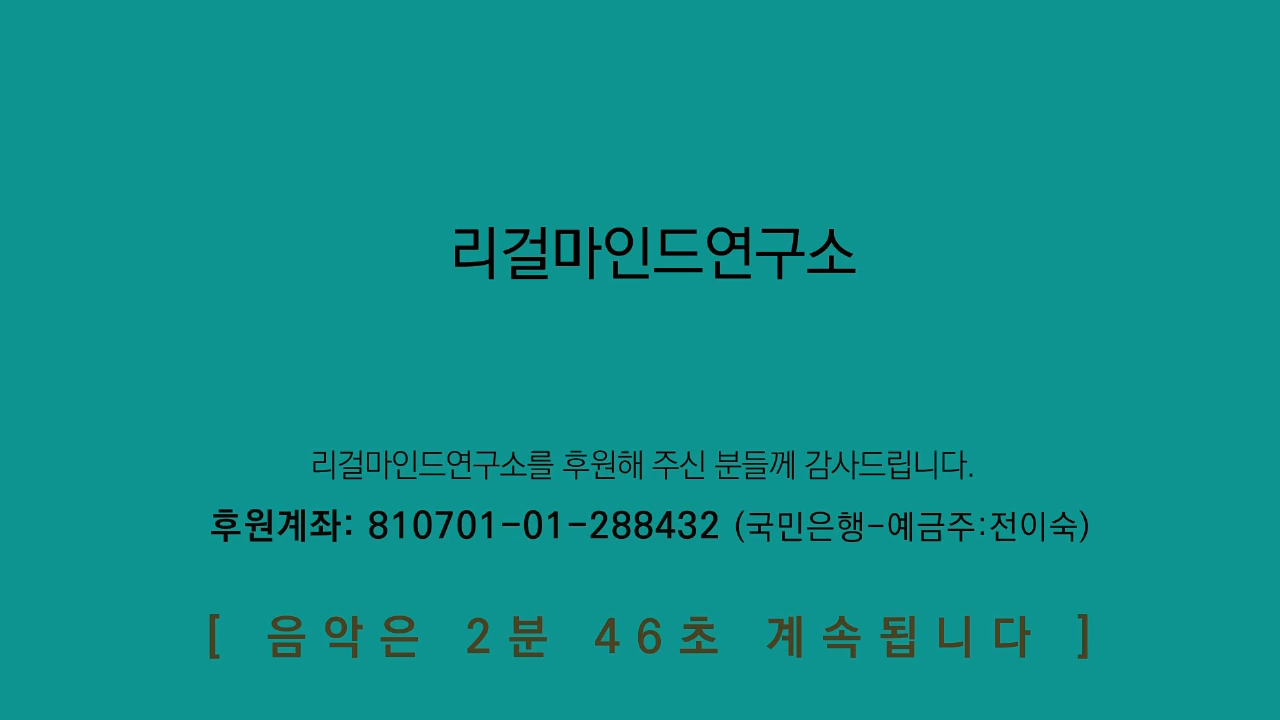 리걸마인드연구소
리걸마인드연구소를 후원해 주신 분들께 감사드립니다.
후원계좌: 810701-01-288432 (국민은행-예금주:전이숙)
[ 음악은 2분 46초 계속됩니다 ]